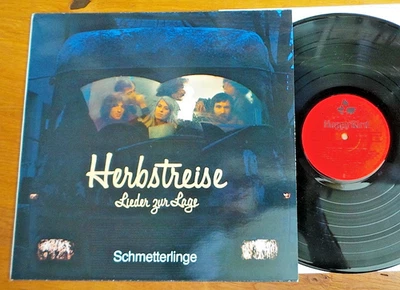 Herbstreise
Lieder zur Lage
Schmetterlinge